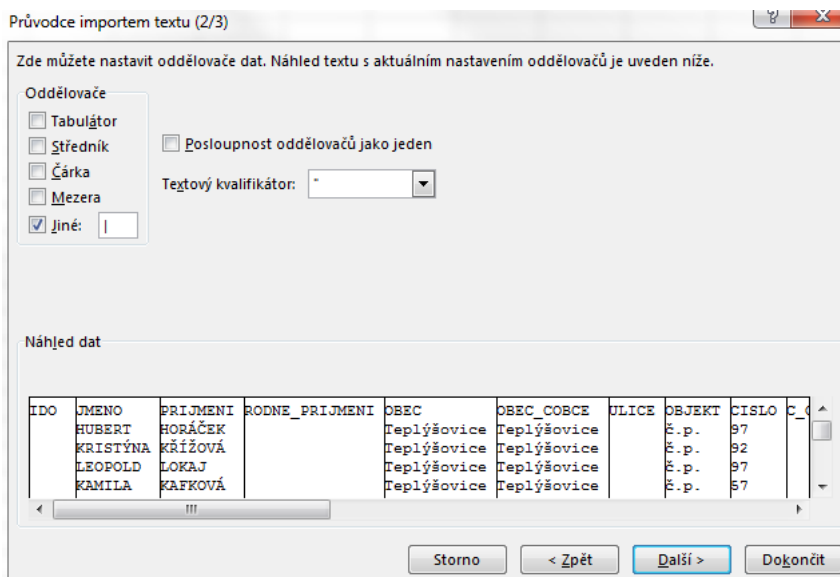 Průvodce importem textu (2/3)
Zde můžete nastavit oddělovače dat. Náhled textu s aktuálním nastavením oddělovačů je uveden níže.
Oddělovače
Tabulátor
Středník
Čárka
Mezera
Jiné: |
Posloupnost oddělovačů jako jeden
Textový kvalifikátor: "
Náhled dat
IDO JMENO PRIJMENI RODNE_PRIJMENI OBEC OBEC_COBCE ULICE OBJEKT CISLO
HUBERT HORÁČEK Teplýšovice Teplýšovice č.p. 97
KRISTÝNA KŘÍŽOVÁ Teplýšovice Teplýšovice č.p. 92
LEOPOLD LOKAJ Teplýšovice Teplýšovice č.p. 97
KAMILA KAFKOVÁ Teplýšovice Teplýšovice č.p. 57
Storno < Zpět Další > Dokončit